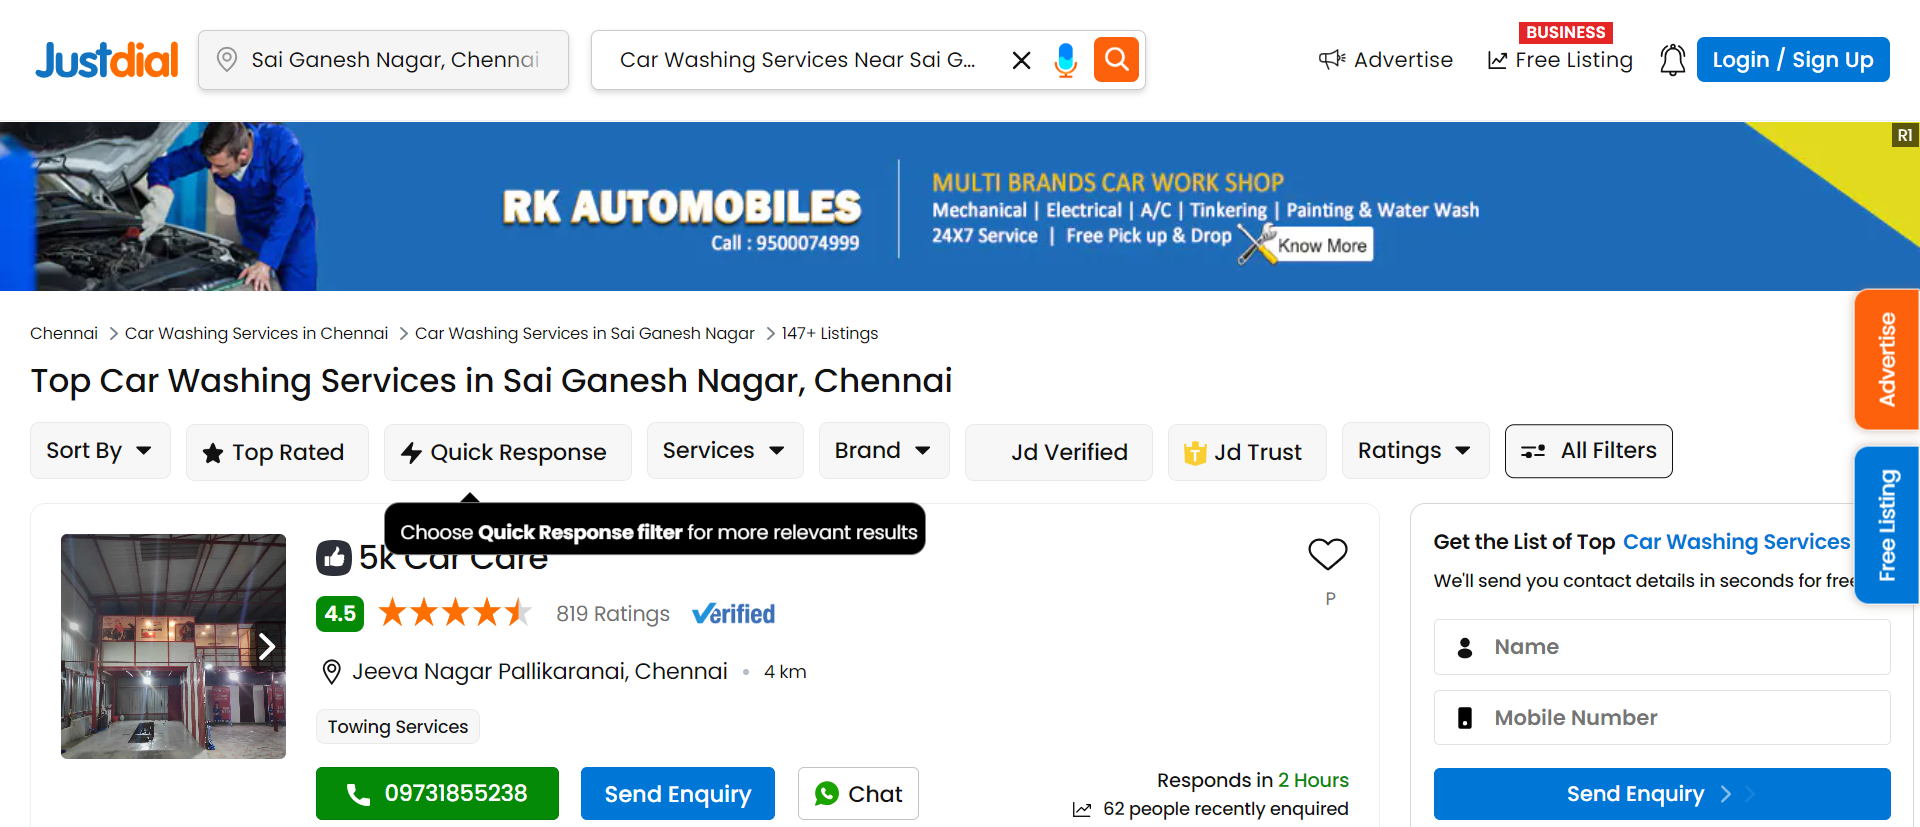 Justdial
Sai Ganesh Nagar, Chennai
Car Washing Services Near Sai G...
Advertise
BUSINESS
Free Listing
Login / Sign Up
R1
RK AUTOMOBILES
Call : 9500074999
MULTI BRANDS CAR WORK SHOP
Mechanical | Electrical | A/C | Tinkering | Painting & Water Wash
24X7 Service | Free Pick up & Drop
Know More
Chennai > Car Washing Services in Chennai > Car Washing Services in Sai Ganesh Nagar > 147+ Listings
Top Car Washing Services in Sai Ganesh Nagar, Chennai
Sort By
Top Rated
Quick Response
Services
Brand
Jd Verified
T Jd Trust
Ratings
All Filters
Choose Quick Response filter for more relevant results
5k Car Care
P
4.5
819 Ratings
Verified
Jeeva Nagar Pallikaranai, Chennai • 4 km
Towing Services
09731855238
Send Enquiry
Chat
Responds in 2 Hours
62 people recently enquired
Get the List of Top Car Washing Services
We'll send you contact details in seconds for free
Name
Mobile Number
Send Enquiry
Advertise
Free Listing